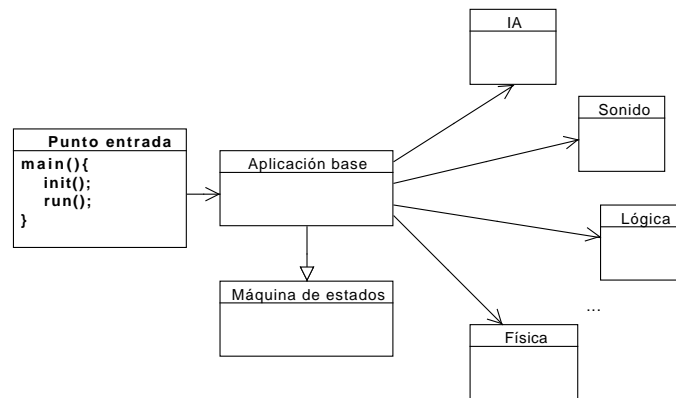 IA
Sonido
Punto entrada
main(){
init();
run();
}
Aplicación base
Lógica
Máquina de estados
...
Física